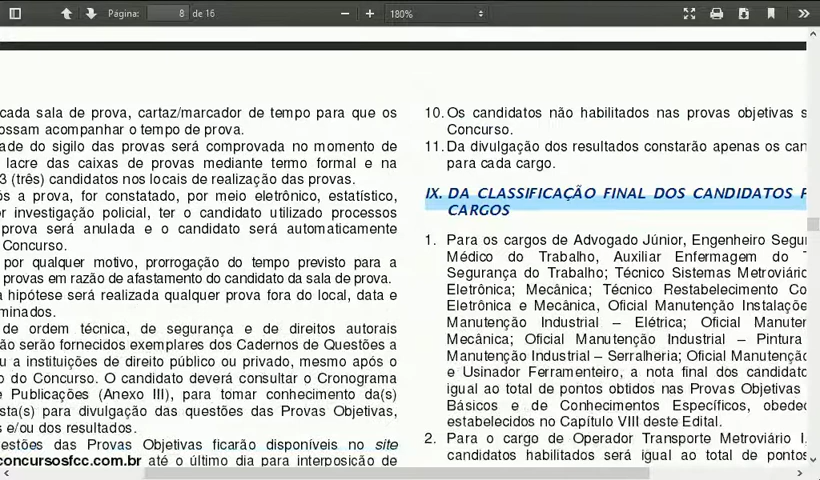 Página: 8 de 16 180%
cada sala de prova, cartaz/marcador de tempo para que os
ossam acompanhar o tempo de prova.
ade do sigilo das provas será comprovada no momento de
lacre das caixas de provas mediante termo formal e na
3 (três) candidatos nos locais de realização das provas.
ós a prova, for constatado, por meio eletrônico, estatístico,
or investigação policial, ter o candidato utilizado processos
prova será anulada e o candidato será automaticamente
Concurso.
por qualquer motivo, prorrogação do tempo previsto para a
provas em razão de afastamento do candidato da sala de prova.
a hipótese será realizada qualquer prova fora do local, data e
minados.
de ordem técnica, de segurança e de direitos autorais
ão serão fornecidos exemplares dos Cadernos de Questões a
u a instituições de direito público ou privado, mesmo após o
o do Concurso. O candidato deverá consultar o Cronograma
e Publicações (Anexo III), para tomar conhecimento da(s)
sta(s) para divulgação das questões das Provas Objetivas,
s e/ou dos resultados.
estões das Provas Objetivas ficarão disponíveis no site
concursosfcc.com.br até o último dia para interposição de
10. Os candidatos não habilitados nas provas objetivas s
Concurso.
11. Da divulgação dos resultados constarão apenas os can
para cada cargo.
IX. DA CLASSIFICAÇÃO FINAL DOS CANDIDATOS P
CARGOS
1. Para os cargos de Advogado Júnior, Engenheiro Segu
Médico do Trabalho, Auxiliar Enfermagem do T
Segurança do Trabalho; Técnico Sistemas Metroviário
Eletrônica; Mecânica; Técnico Restabelecimento Co
Eletrônica e Mecânica, Oficial Manutenção Instalaçõe
Manutenção Industrial – Elétrica; Oficial Manuten
Mecânica; Oficial Manutenção Industrial – Pintura
Manutenção Industrial – Serralheria; Oficial Manutenção
e Usinador Ferramenteiro, a nota final dos candidato
igual ao total de pontos obtidos nas Provas Objetivas
Básicos e de Conhecimentos Específicos, obedec
estabelecidos no Capítulo VIII deste Edital.
2. Para o cargo de Operador Transporte Metroviário I,
candidatos habilitados será igual ao total de pontos